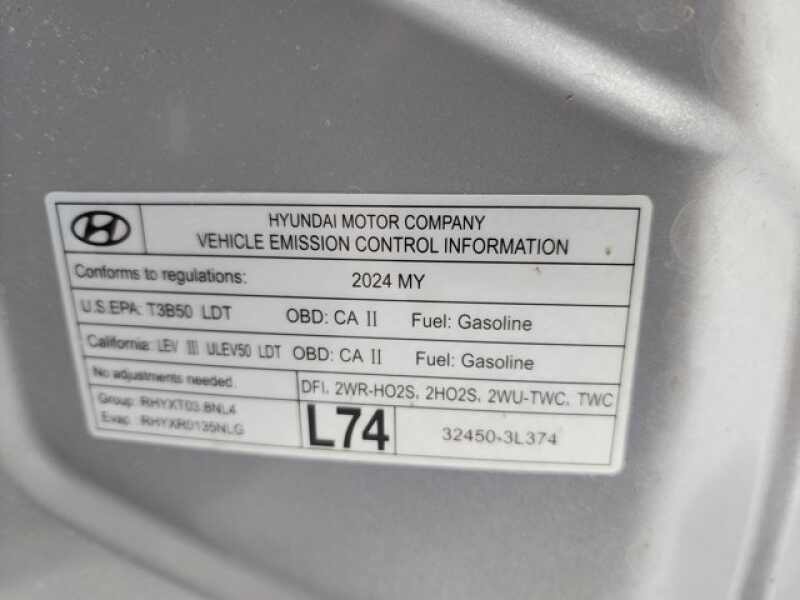 HYUNDAI MOTOR COMPANY
VEHICLE EMISSION CONTROL INFORMATION
Conforms to regulations: 2024 MY
U.S.EPA: T3B50 LDT OBD: CA II Fuel: Gasoline
California: LEV III ULEV50 LDT OBD: CA II Fuel: Gasoline
No adjustments needed. DFI, 2WR-HO2S, 2HO2S, 2WU-TWC, TWC
Group: RHYXT03.8NL4
Evap: RHYXR0135NLG
L74
32450-3L374